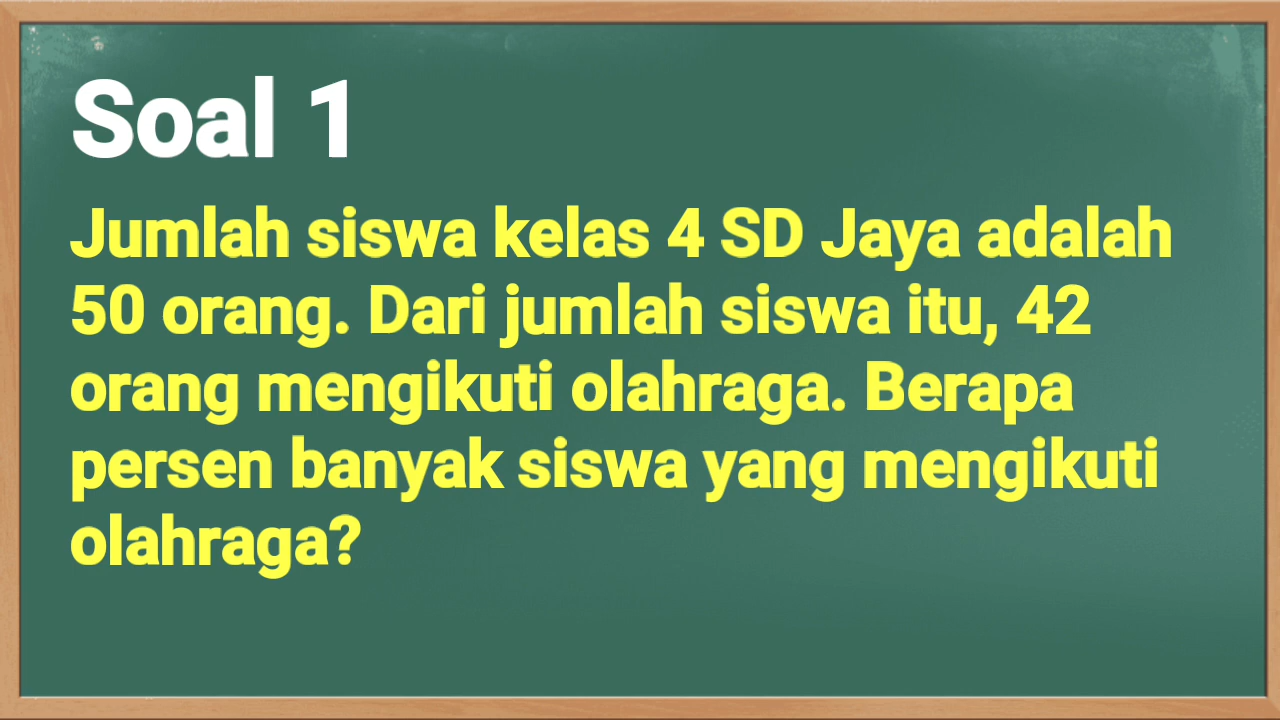 Soal 1
Jumlah siswa kelas 4 SD Jaya adalah
50 orang. Dari jumlah siswa itu, 42
orang mengikuti olahraga. Berapa
persen banyak siswa yang mengikuti
olahraga?